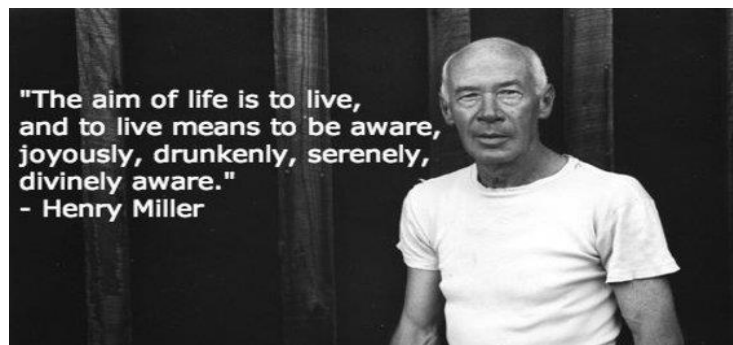 "The aim of life is to live,
and to live means to be aware,
joyously, drunkenly, serenely,
divinely aware."
- Henry Miller